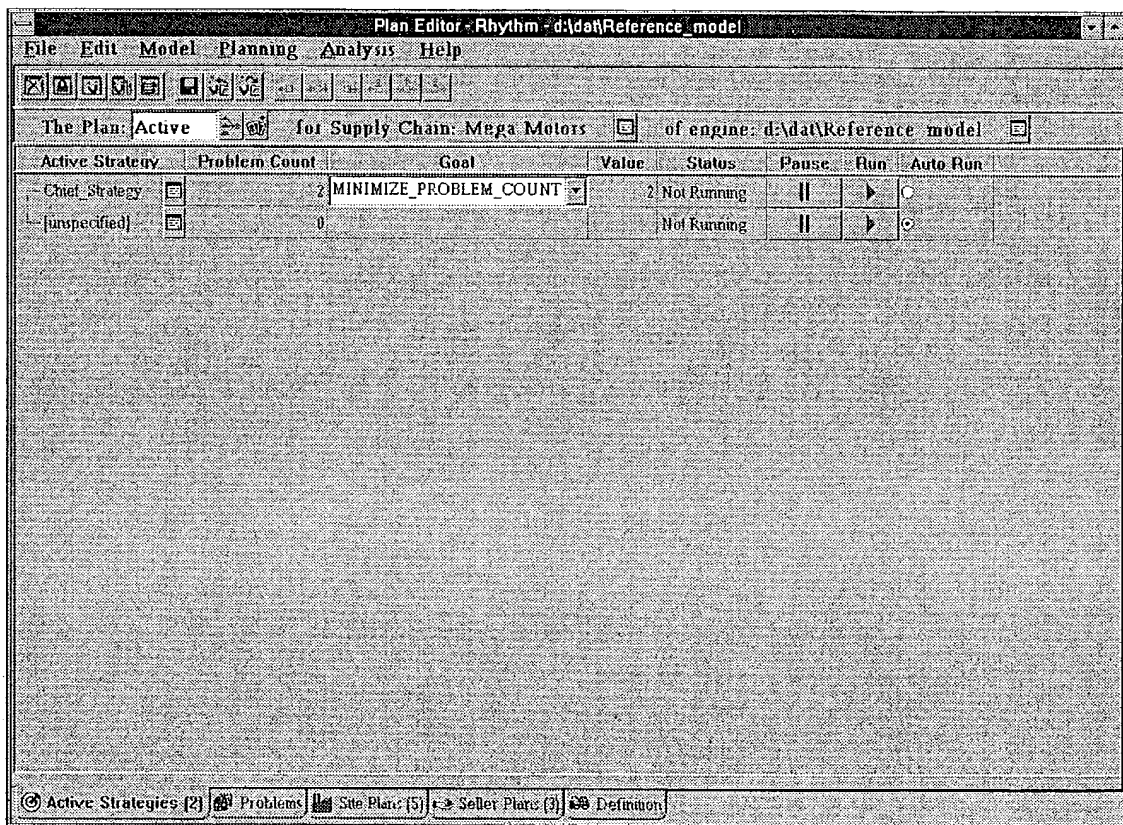 Plan Editor - Rhythm - d:\dat\Reference_model
File Edit Model Planning Analysis Help
The Plan: Active for Supply Chain: Mega Motors of engine: d:\dat\Reference model
Active Strategy Problem Count Goal Value Status Pause Run Auto Run
Chief_Strategy 2 MINIMIZE_PROBLEM_COUNT 2 Not Running
[unspecified] 0 Not Running
Active Strategies (2) Problems Site Plans (5) Seller Plans (3) Definition